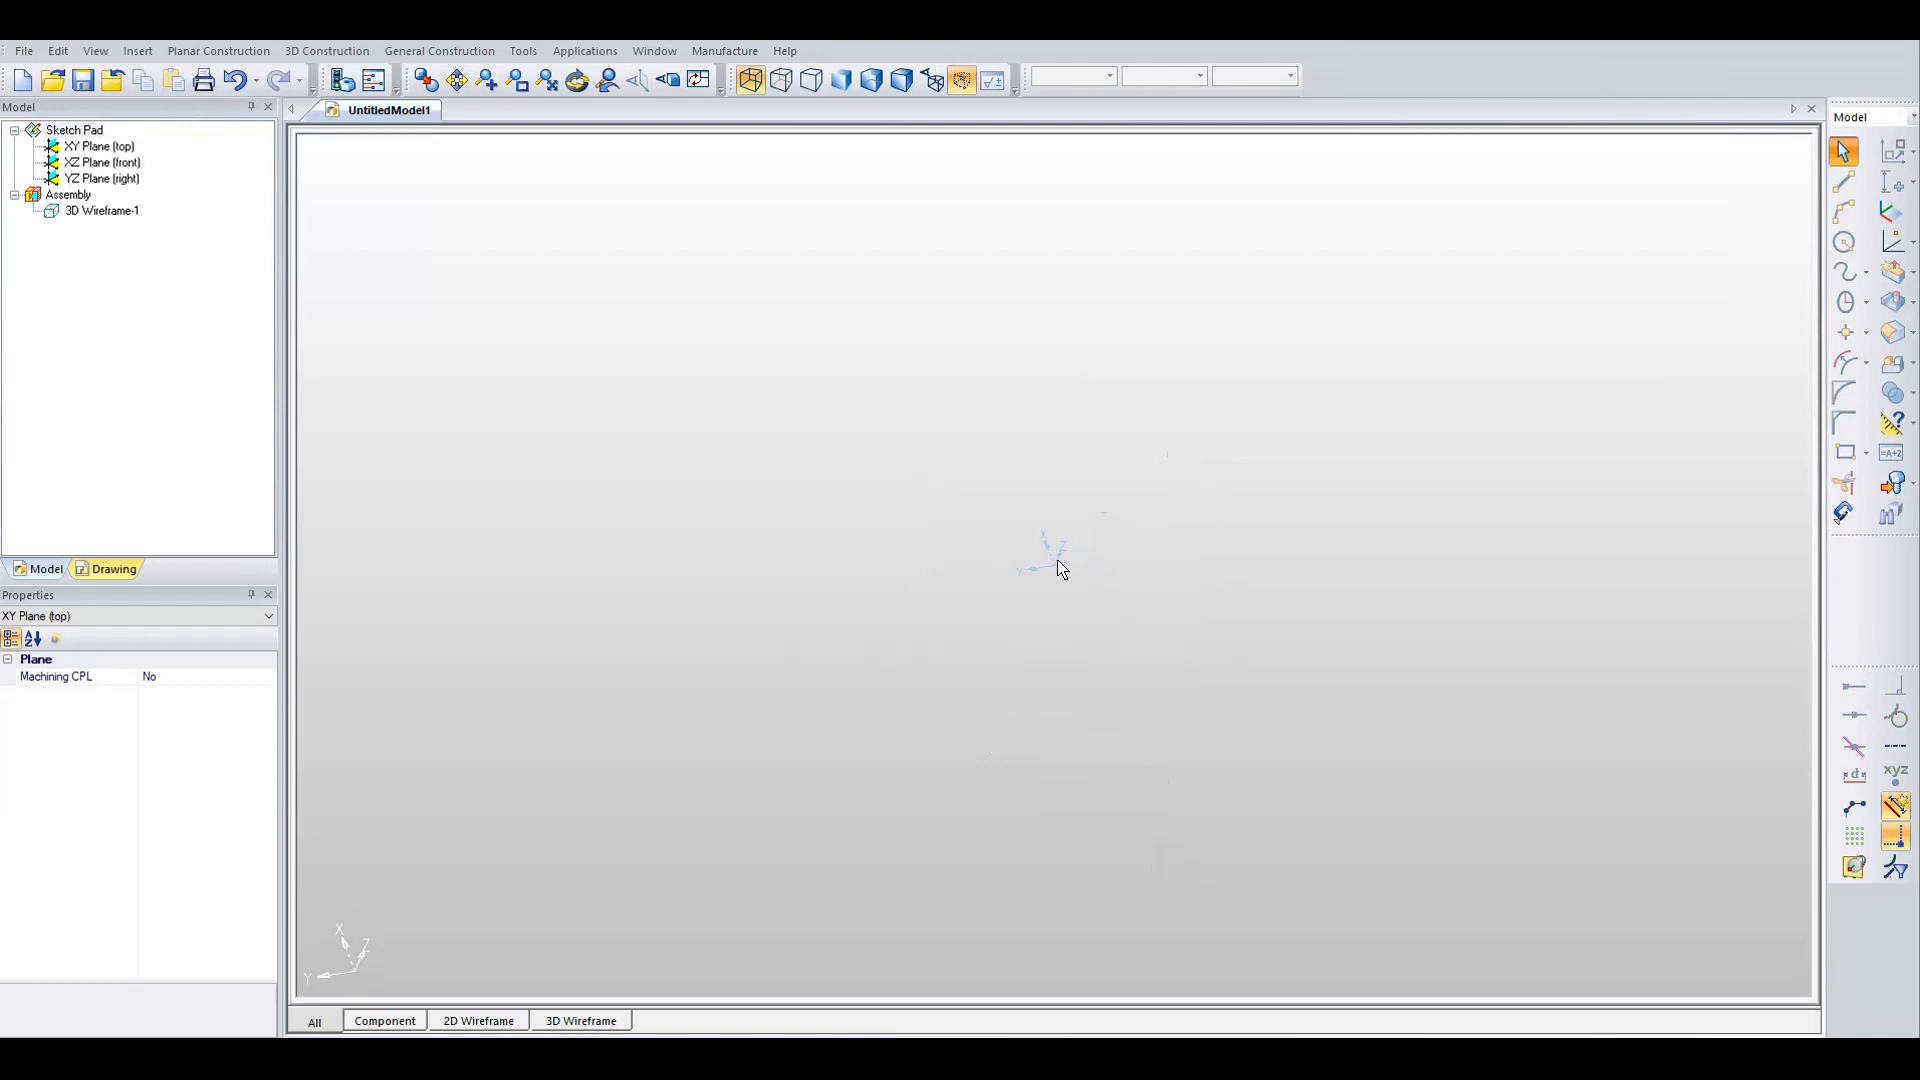 File Edit View Insert Planar Construction 3D Construction General Construction Tools Applications Window Manufacture Help
Model
UntitledModel1
Model
Sketch Pad
XY Plane (top)
XZ Plane (front)
YZ Plane (right)
Assembly
3D Wireframe-1
Model Drawing
Properties
XY Plane (top)
Plane
Machining CPL No
X
Z
Y
X
Z
Y
=A+2
xyz
All Component 2D Wireframe 3D Wireframe